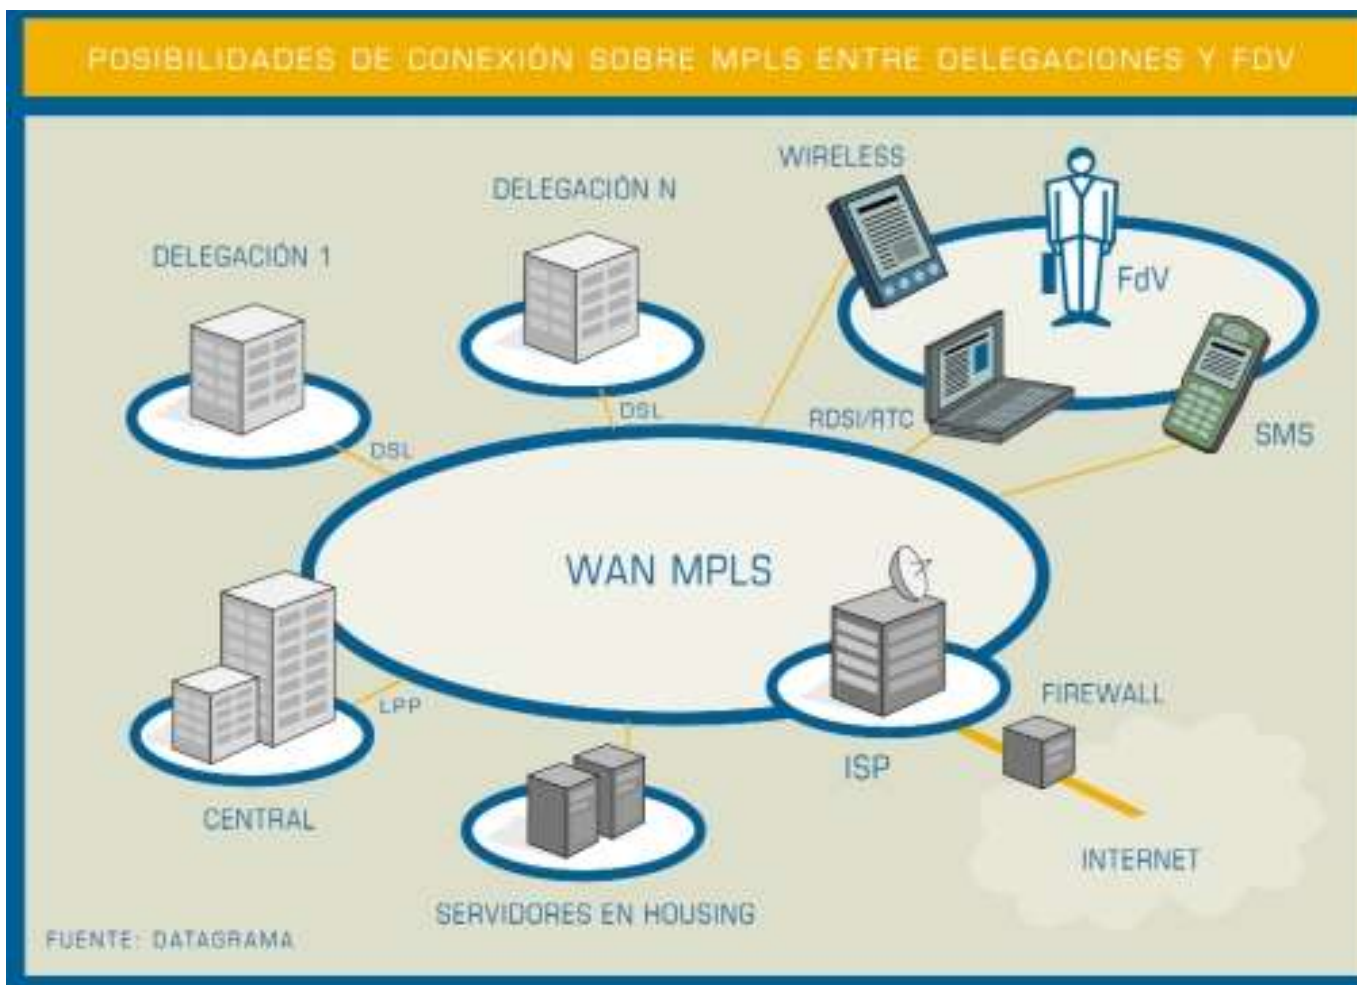 POSIBILIDADES DE CONEXIÓN SOBRE MPLS ENTRE DELEGACIONES Y FDV
WIRELESS
DELEGACIÓN N
DELEGACIÓN 1
FdV
DSL
RDSI/RTC
SMS
DSL
WAN MPLS
LPP
FIREWALL
ISP
CENTRAL
INTERNET
SERVIDORES EN HOUSING
FUENTE: DATAGRAMA